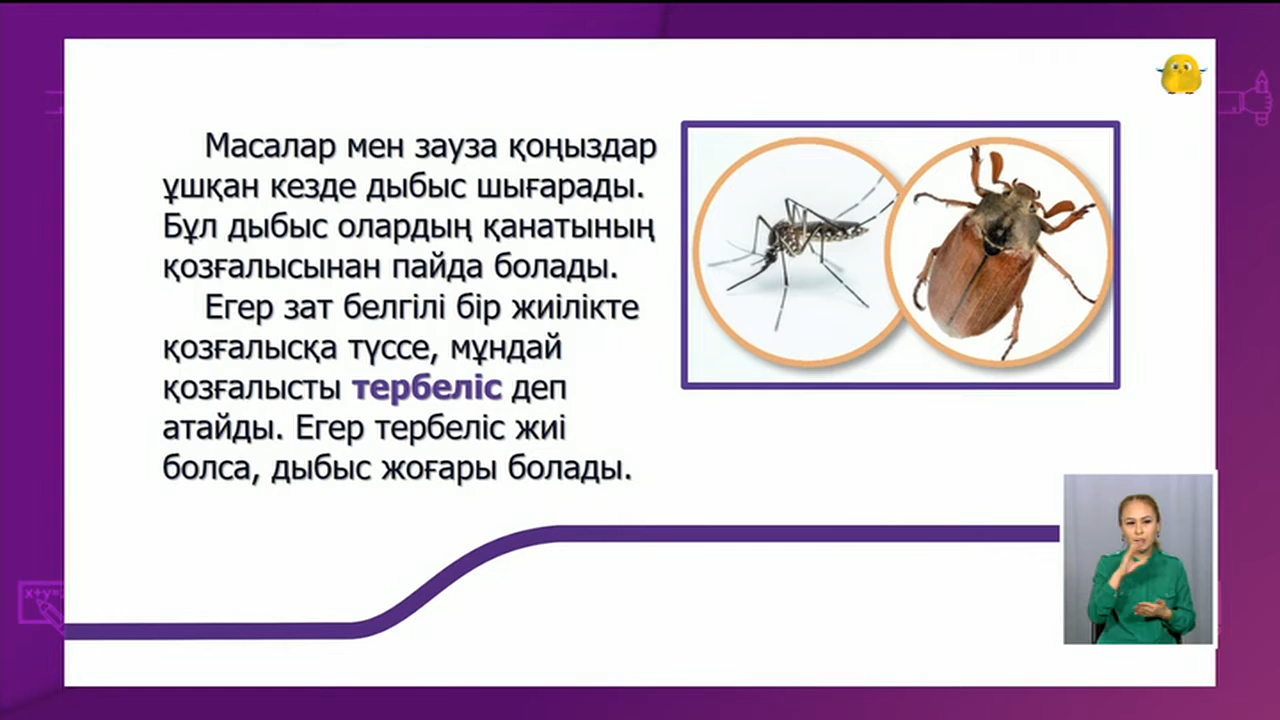 Масалар мен зауза қоңыздар
ұшқан кезде дыбыс шығарады.
Бұл дыбыс олардың қанатының
қозғалысынан пайда болады.
Егер зат белгілі бір жиілікте
қозғалысқа түссе, мұндай
қозғалысты тербеліс деп
атайды. Егер тербеліс жиі
болса, дыбыс жоғары болады.
x+y=